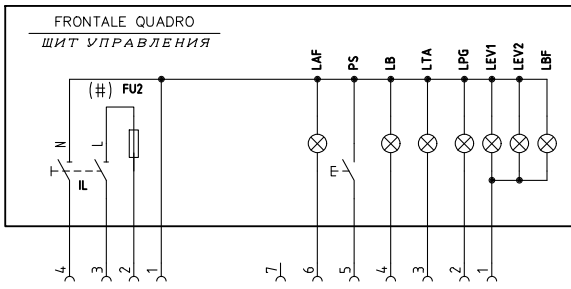 FRONTALE QUADRO
ЩИТ УПРАВЛЕНИЯ
LAF PS LB LTA LPG LEV1 LEV2 LBF
(#) FU2
N L
IL
4 3 2 1 7 6 5 4 3 2 1